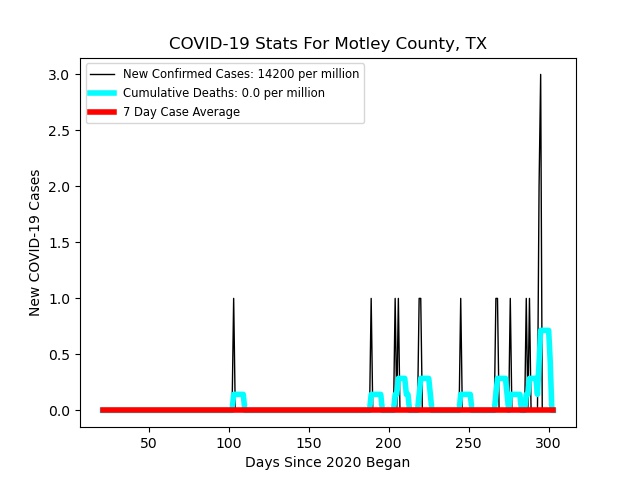 COVID-19 Stats For Motley County, TX
New Confirmed Cases: 14200 per million
Cumulative Deaths: 0.0 per million
7 Day Case Average
New COVID-19 Cases
3.0
2.5
2.0
1.5
1.0
0.5
0.0
50 100 150 200 250 300
Days Since 2020 Began